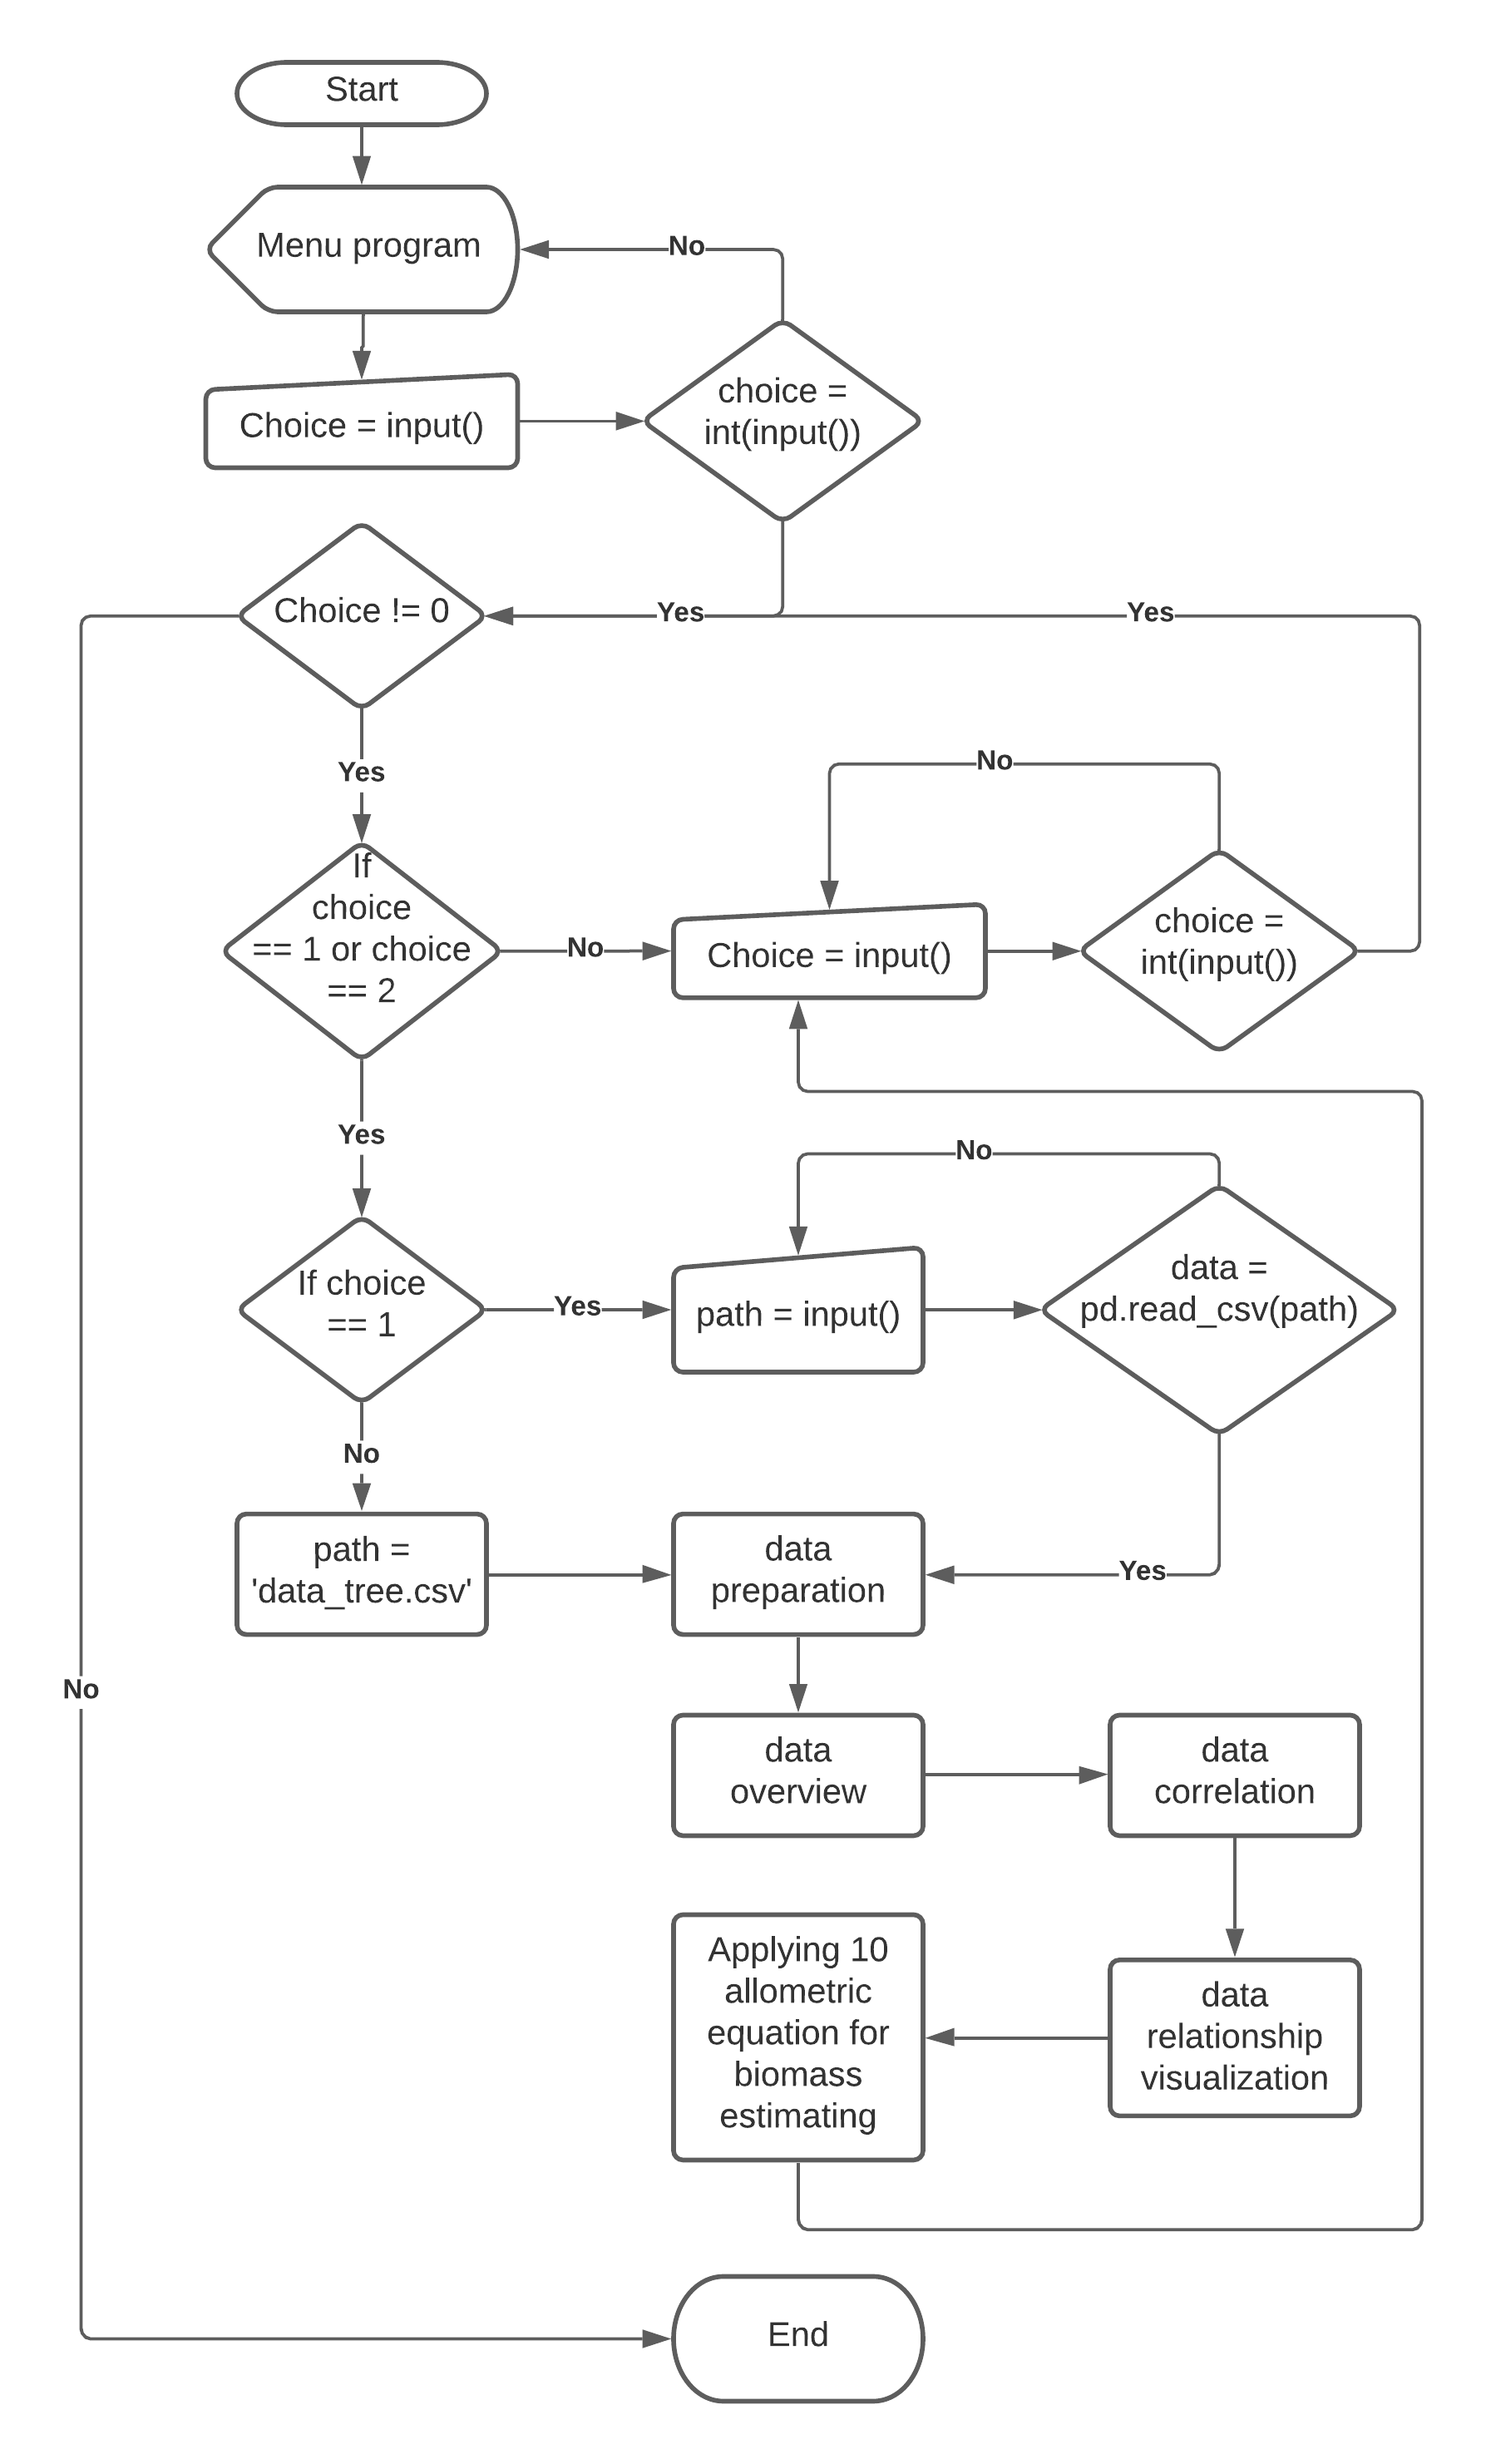 Start
Menu program
No
Choice = input()
choice =
int(input())
Choice != 0
Yes
Yes
Yes
No
If
choice
== 1 or choice
== 2
No
Choice = input()
choice =
int(input())
Yes
No
If choice
== 1
Yes
path = input()
data =
pd.read_csv(path)
No
path =
'data_tree.csv'
data
preparation
Yes
No
data
overview
data
correlation
Applying 10
allometric
equation for
biomass
estimating
data
relationship
visualization
End